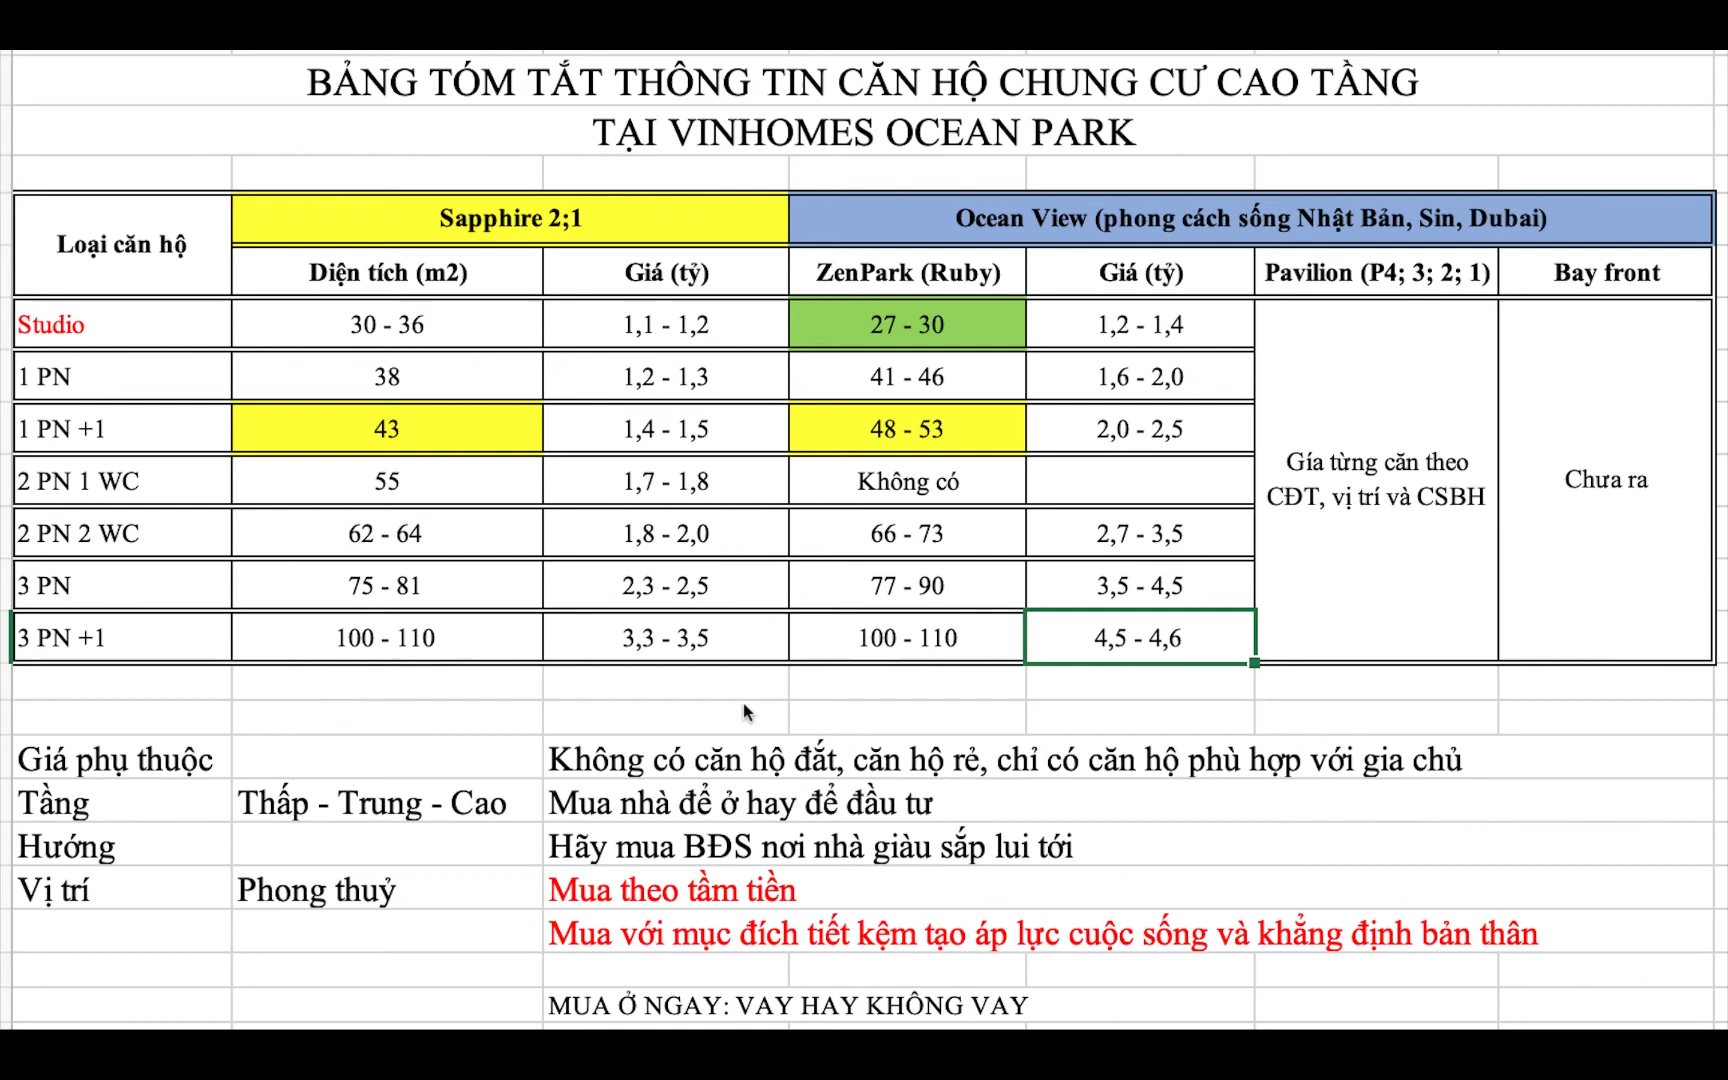 BẢNG TÓM TẮT THÔNG TIN CĂN HỘ CHUNG CƯ CAO TẦNG
TẠI VINHOMES OCEAN PARK
Loại căn hộ Sapphire 2;1 Ocean View (phong cách sống Nhật Bản, Sin, Dubai)
Diện tích (m2) Giá (tỷ) ZenPark (Ruby) Giá (tỷ) Pavilion (P4; 3; 2; 1) Bay front
Studio 30 - 36 1,1 - 1,2 27 - 30 1,2 - 1,4
1 PN 38 1,2 - 1,3 41 - 46 1,6 - 2,0
1 PN +1 43 1,4 - 1,5 48 - 53 2,0 - 2,5
2 PN 1 WC 55 1,7 - 1,8 Không có
2 PN 2 WC 62 - 64 1,8 - 2,0 66 - 73 2,7 - 3,5
3 PN 75 - 81 2,3 - 2,5 77 - 90 3,5 - 4,5
3 PN +1 100 - 110 3,3 - 3,5 100 - 110 4,5 - 4,6
Gía từng căn theo
CĐT, vị trí và CSBH
Chưa ra
Giá phụ thuộc Không có căn hộ đắt, căn hộ rẻ, chỉ có căn hộ phù hợp với gia chủ
Tầng Thấp - Trung - Cao Mua nhà để ở hay để đầu tư
Hướng Hãy mua BĐS nơi nhà giàu sắp lui tới
Vị trí Phong thuỷ Mua theo tầm tiền
Mua với mục đích tiết kệm tạo áp lực cuộc sống và khẳng định bản thân
MUA Ở NGAY: VAY HAY KHÔNG VAY